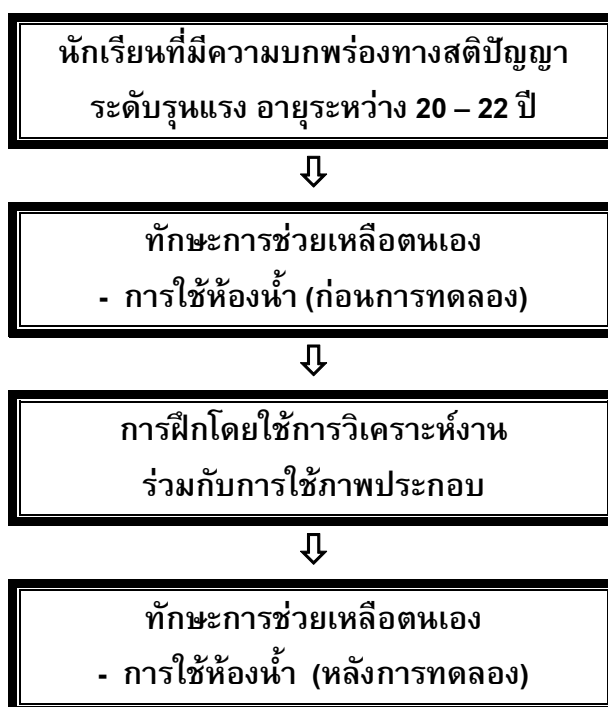 นักเรียนที่มีความบกพร่องทางสติปัญญา
ระดับรุนแรง อายุระหว่าง 20 – 22 ปี
ทักษะการช่วยเหลือตนเอง
- การใช้ห้องน้ำ (ก่อนการทดลอง)
การฝึกโดยใช้การวิเคราะห์งาน
ร่วมกับการใช้ภาพประกอบ
ทักษะการช่วยเหลือตนเอง
- การใช้ห้องน้ำ (หลังการทดลอง)